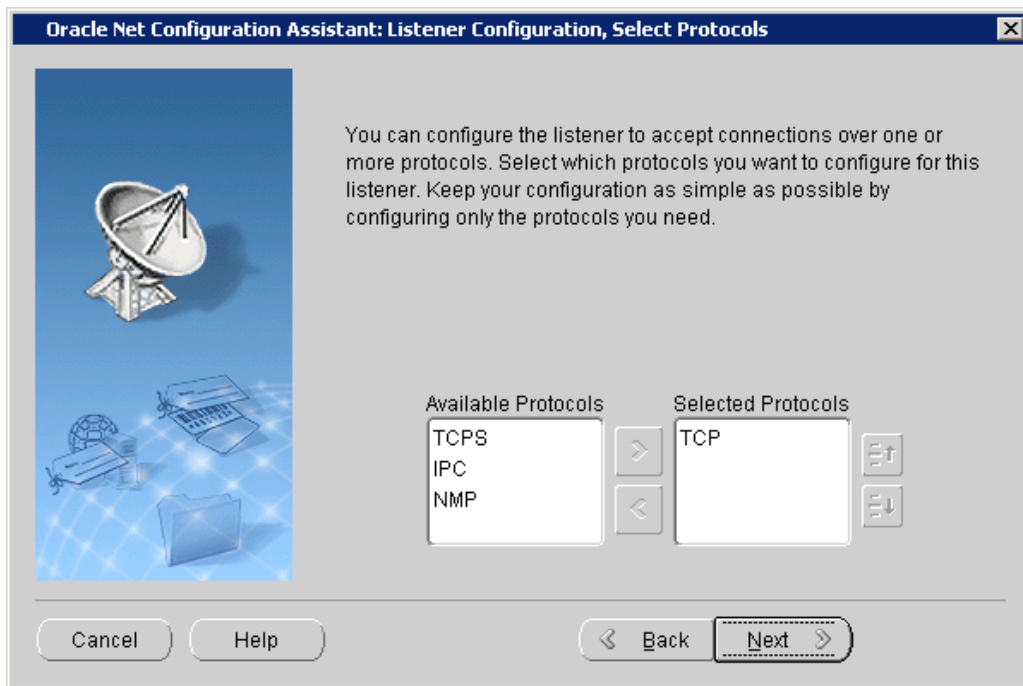 Oracle Net Configuration Assistant: Listener Configuration, Select Protocols
You can configure the listener to accept connections over one or
more protocols. Select which protocols you want to configure for this
listener. Keep your configuration as simple as possible by
configuring only the protocols you need.
Available Protocols
TCPS
IPC
NMP
Selected Protocols
TCP
Cancel
Help
Back
Next